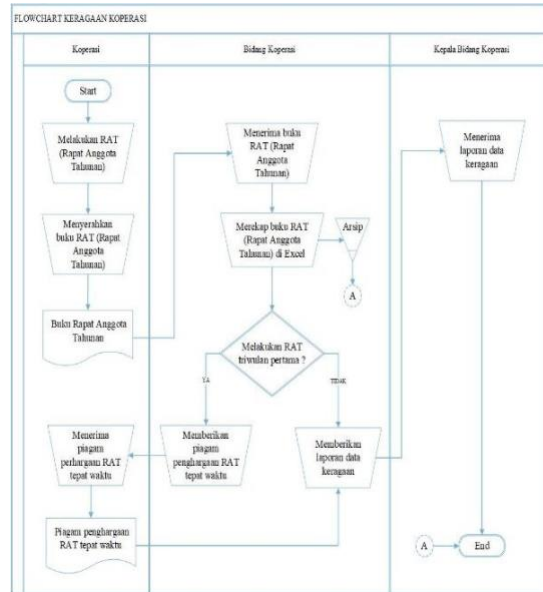 FLOWCHART KERAGAAN KOPERASI
Koperasi
Bidang Koperasi
Kepala Bidang Koperasi
Start
Melakukan RAT
(Rapat Anggota
Tahunan)
Menyerahkan
buku RAT (Rapat
Anggota
Tahunan)
Buku Rapat Anggota
Tahunan
Menerima
piagam
perhargaan RAT
tepat waktu
Piagam penghargaan
RAT tepat waktu
Menerima buku
RAT (Rapat
Anggota
Tahunan)
Merekap buku RAT
(Rapat Anggota
Tahunan) di Excel
Arsip
A
Melakukan RAT
triwulan pertama ?
YA
TIDAK
Memberikan
piagam
penghargaan RAT
tepat waktu
Memberikan
laporan data
keragaan
Menerima
laporan data
keragaan
A
End